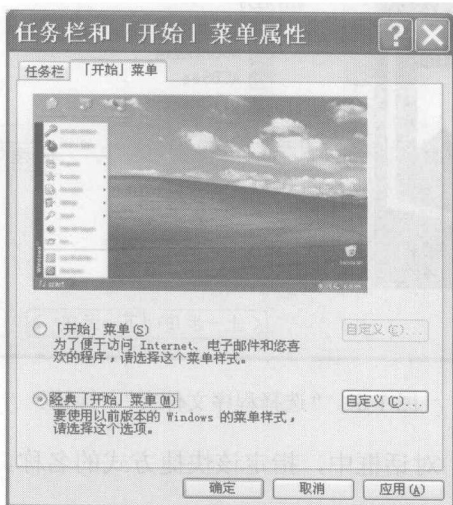 任务栏和「开始」菜单属性
任务栏 「开始」菜单
「开始」菜单(S)
为了便于访问 Internet、电子邮件和您喜
欢的程序，请选择这个菜单样式。
自定义(C)...
经典「开始」菜单(M)
要使用以前版本的 Windows 的菜单样式，
请选择这个选项。
自定义(C)...
确定 取消 应用(A)